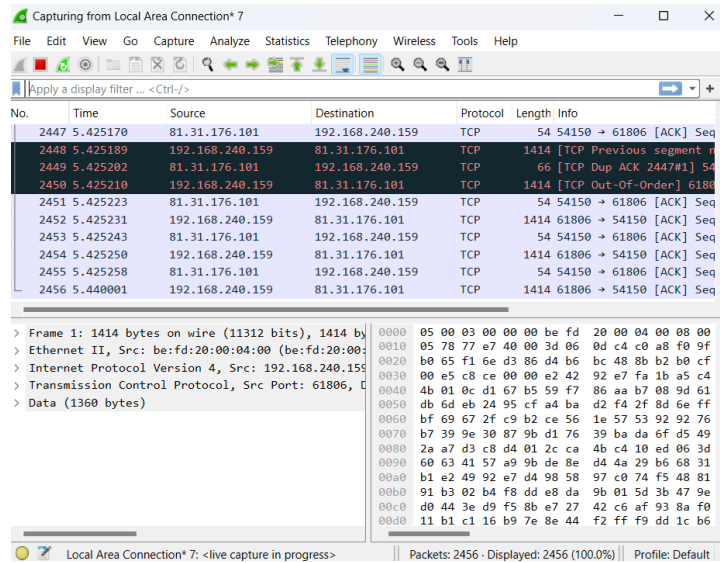 Capturing from Local Area Connection* 7
File Edit View Go Capture Analyze Statistics Telephony Wireless Tools Help
Apply a display filter ... <Ctrl-/>
No. Time Source Destination Protocol Length Info
2447 5.425170 81.31.176.101 192.168.240.159 TCP 54 54150 → 61806 [ACK] Seq
2448 5.425189 192.168.240.159 81.31.176.101 TCP 1414 [TCP Previous segment n
2449 5.425202 81.31.176.101 192.168.240.159 TCP 66 [TCP Dup ACK 2447#1] 54
2450 5.425210 192.168.240.159 81.31.176.101 TCP 1414 [TCP Out-Of-Order] 6180
2451 5.425223 81.31.176.101 192.168.240.159 TCP 54 54150 → 61806 [ACK] Seq
2452 5.425231 192.168.240.159 81.31.176.101 TCP 1414 61806 → 54150 [ACK] Seq
2453 5.425243 81.31.176.101 192.168.240.159 TCP 54 54150 → 61806 [ACK] Seq
2454 5.425250 192.168.240.159 81.31.176.101 TCP 1414 61806 → 54150 [ACK] Seq
2455 5.425258 81.31.176.101 192.168.240.159 TCP 54 54150 → 61806 [ACK] Seq
2456 5.440001 192.168.240.159 81.31.176.101 TCP 1414 61806 → 54150 [ACK] Seq
> Frame 1: 1414 bytes on wire (11312 bits), 1414 by
> Ethernet II, Src: be:fd:20:00:04:00 (be:fd:20:00:
> Internet Protocol Version 4, Src: 192.168.240.159
> Transmission Control Protocol, Src Port: 61806, D
> Data (1360 bytes)
0000 05 00 03 00 00 00 be fd 20 00 04 00 08 00
0010 05 78 77 e7 40 00 3d 06 0d c4 c0 a8 f0 9f
0020 b0 65 f1 6e d3 86 d4 b6 bc 48 8b b2 b0 cf
0030 00 e5 c8 ce 00 00 e2 42 92 e7 fa 1b a5 c4
0040 4b 01 0c d1 67 b5 59 f7 86 aa b7 08 9d 61
0050 db 6d eb 24 95 cf a4 ba d2 f4 2f 8d 6e ff
0060 bf 69 67 2f c9 b2 ce 56 1e 57 53 92 92 76
0070 b7 39 9e 30 87 9b d1 76 39 ba da 6f d5 49
0080 2a a7 d3 c8 d4 01 2c ca 4b c4 10 ed 06 3d
0090 60 63 41 57 a9 9b de 8e d4 4a 29 b6 68 31
00a0 b1 e2 49 92 e7 d4 98 58 97 c0 74 f5 48 81
00b0 91 b3 02 b4 f8 dd e8 da 9b 01 5d 3b 47 9e
00c0 d0 44 3e d9 f5 8b e7 27 42 c6 af 93 8a f0
00d0 11 b1 c1 16 b9 7e 8e 44 f2 ff f9 dd 1c b6
Local Area Connection* 7: <live capture in progress> Packets: 2456 · Displayed: 2456 (100.0%) Profile: Default